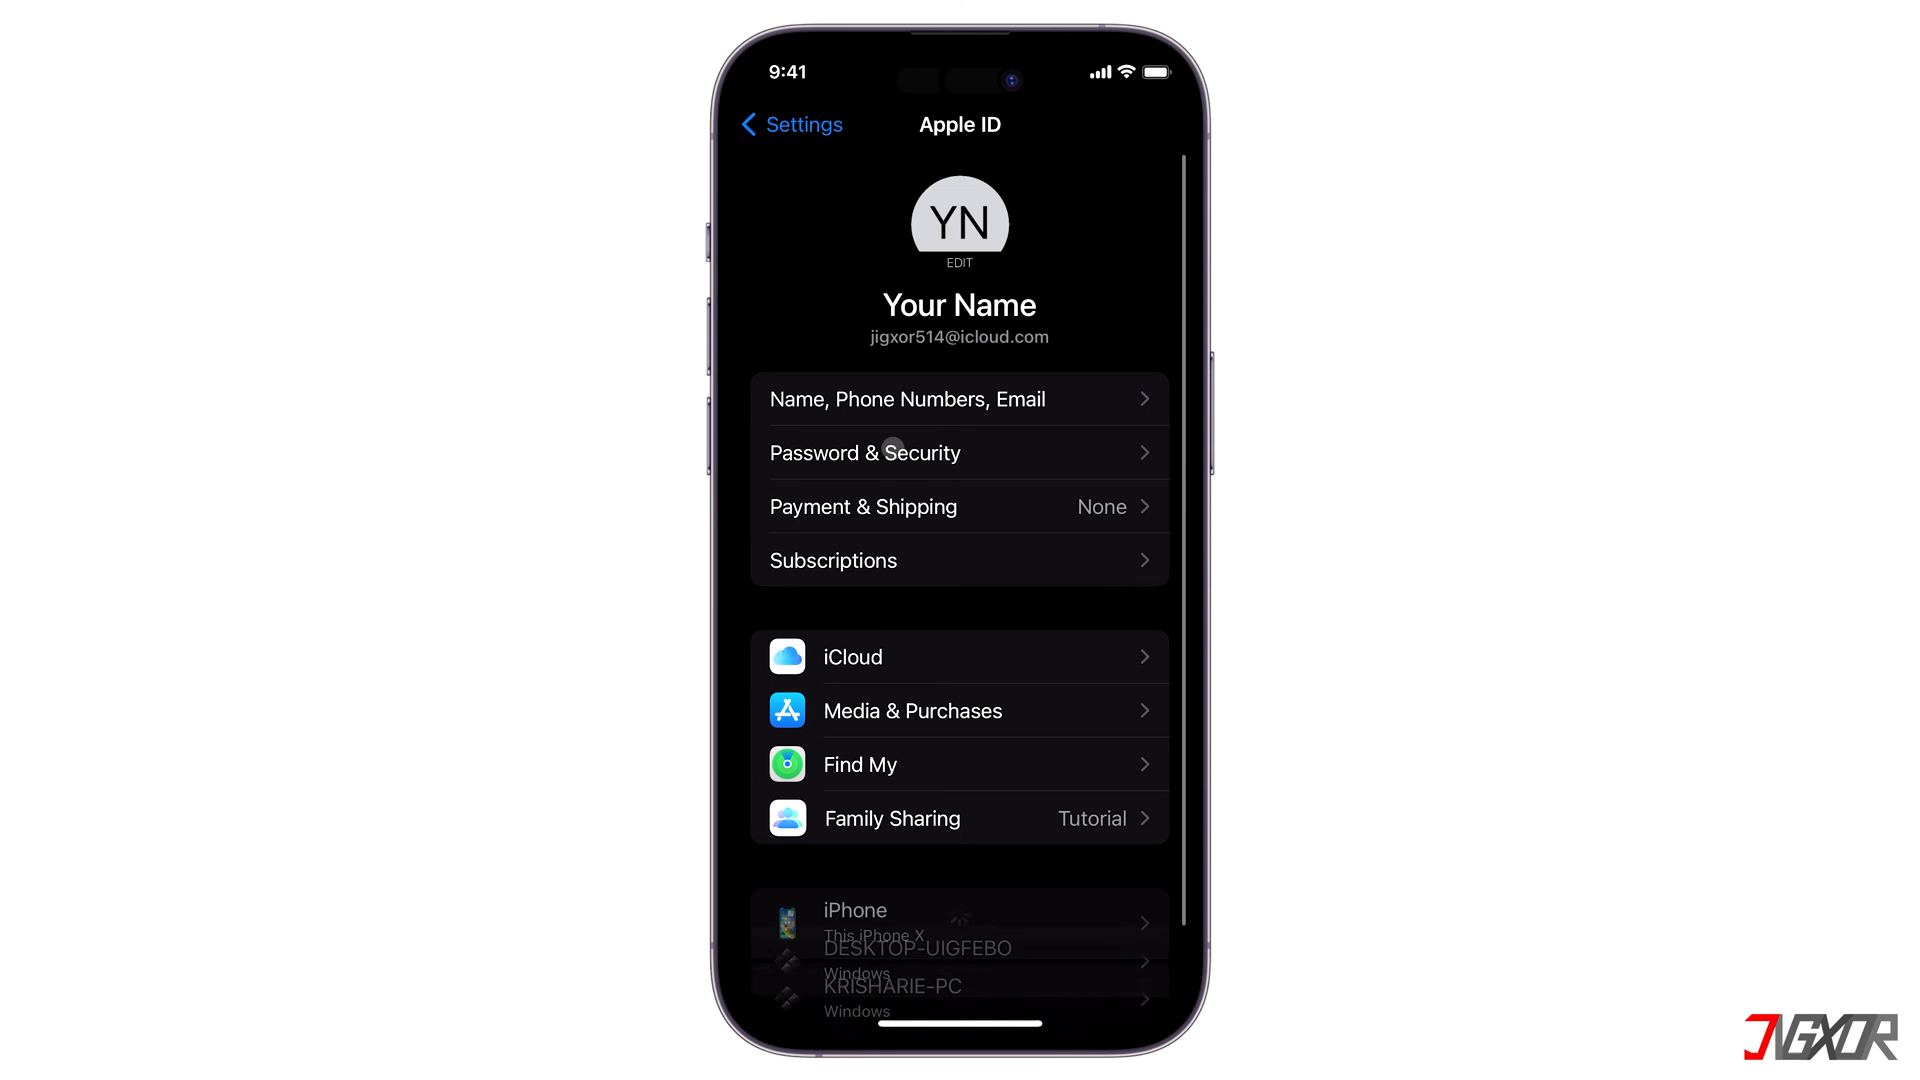 9:41
Settings
Apple ID
YN
EDIT
Your Name
jigxor514@icloud.com
Name, Phone Numbers, Email
Password & Security
Payment & Shipping None
Subscriptions
iCloud
Media & Purchases
Find My
Family Sharing Tutorial
iPhone
This iPhone X
DESKTOP-UIGFEBO
Windows
KRISHARIE-PC
Windows
JIGXOR